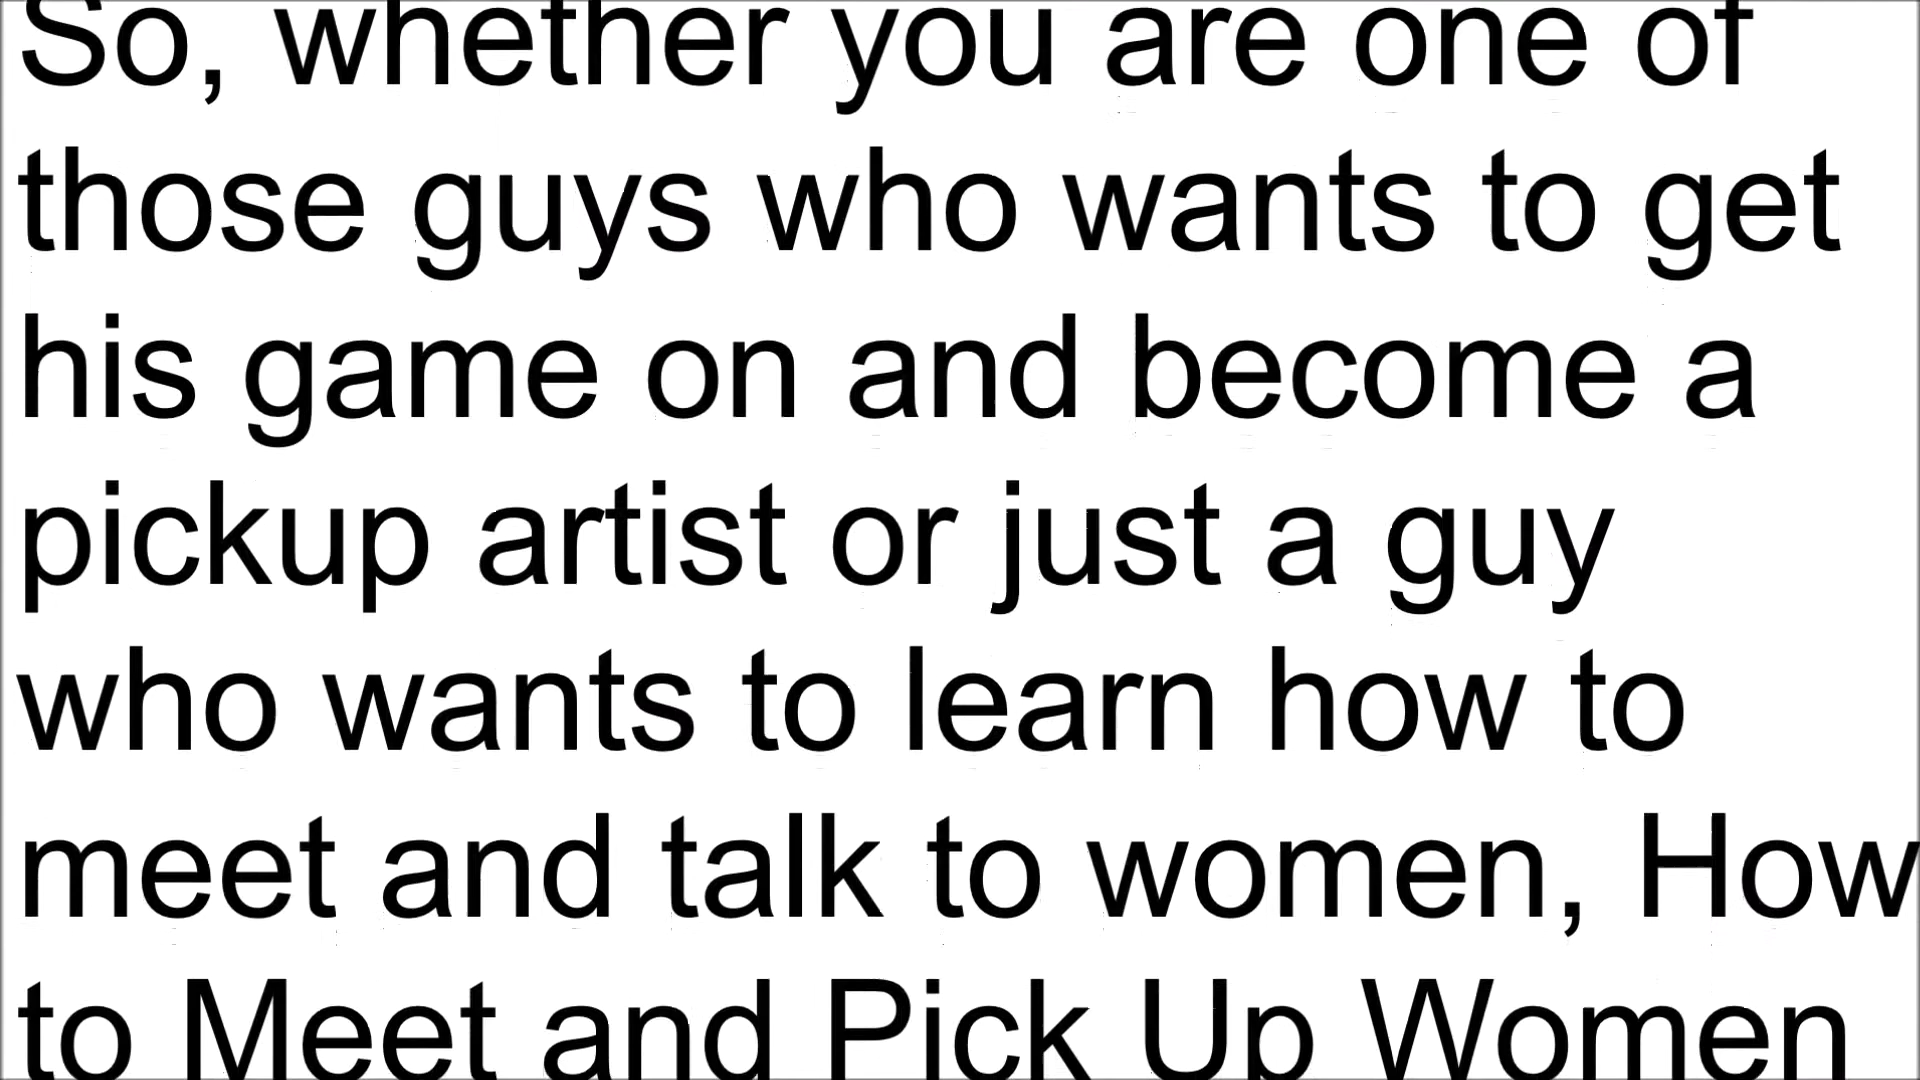 So, whether you are one of
those guys who wants to get
his game on and become a
pickup artist or just a guy
who wants to learn how to
meet and talk to women, How
to Meet and Pick Up Women